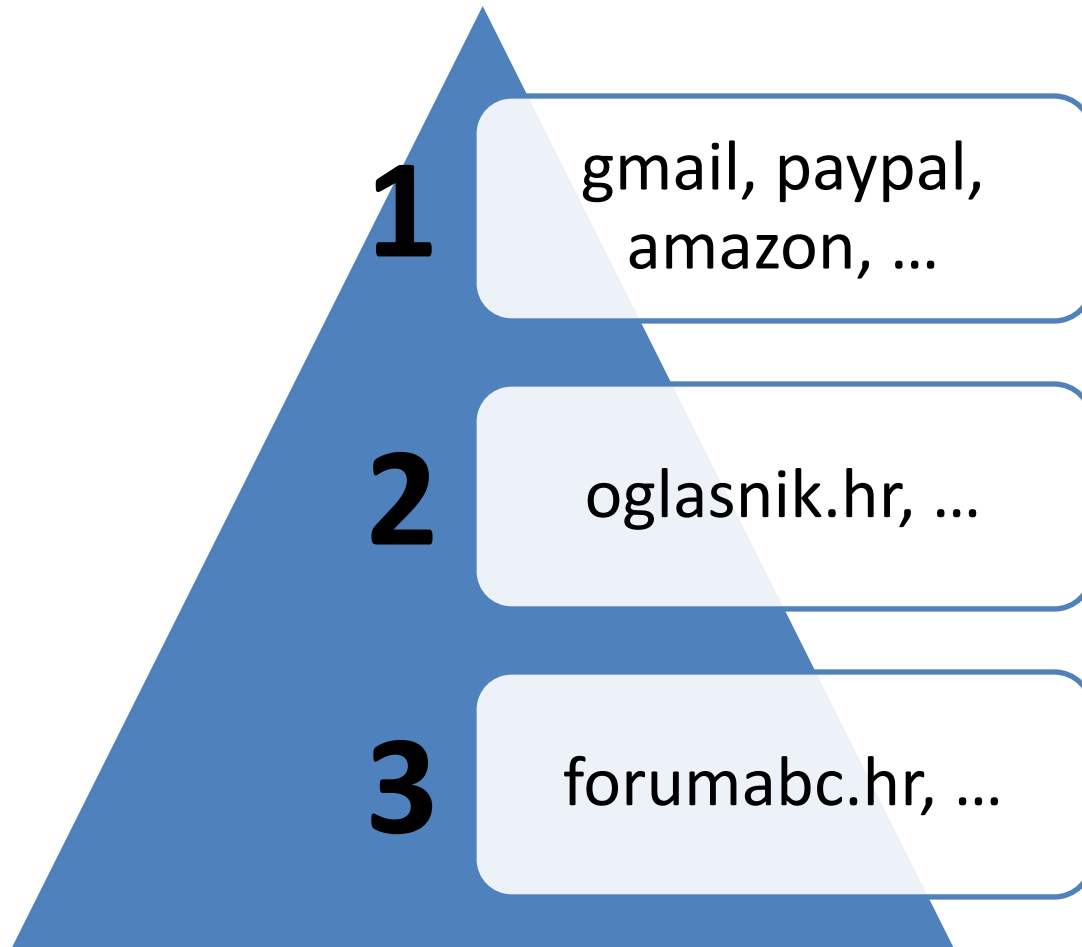 1
gmail, paypal,
amazon, ...
2
oglasnik.hr, ...
3
forumabc.hr, ...